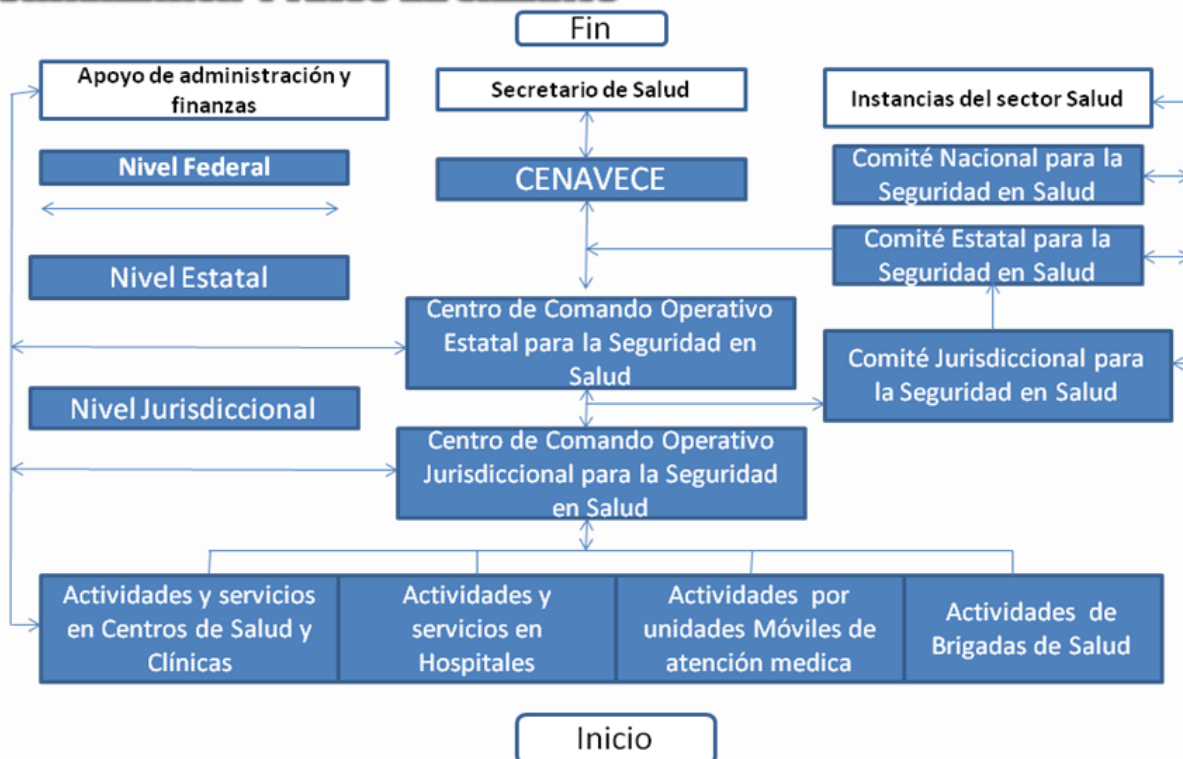 Fin
Apoyo de administración y
finanzas
Secretario de Salud
Instancias del sector Salud
Nivel Federal
CENAVECE
Comité Nacional para la
Seguridad en Salud
Comité Estatal para la
Seguridad en Salud
Nivel Estatal
Centro de Comando Operativo
Estatal para la Seguridad en
Salud
Comité Jurisdiccional para
la Seguridad en Salud
Nivel Jurisdiccional
Centro de Comando Operativo
Jurisdiccional para la Seguridad
en Salud
Actividades y servicios
en Centros de Salud y
Clínicas
Actividades y
servicios en
Hospitales
Actividades por
unidades Móviles de
atención medica
Actividades de
Brigadas de Salud
Inicio